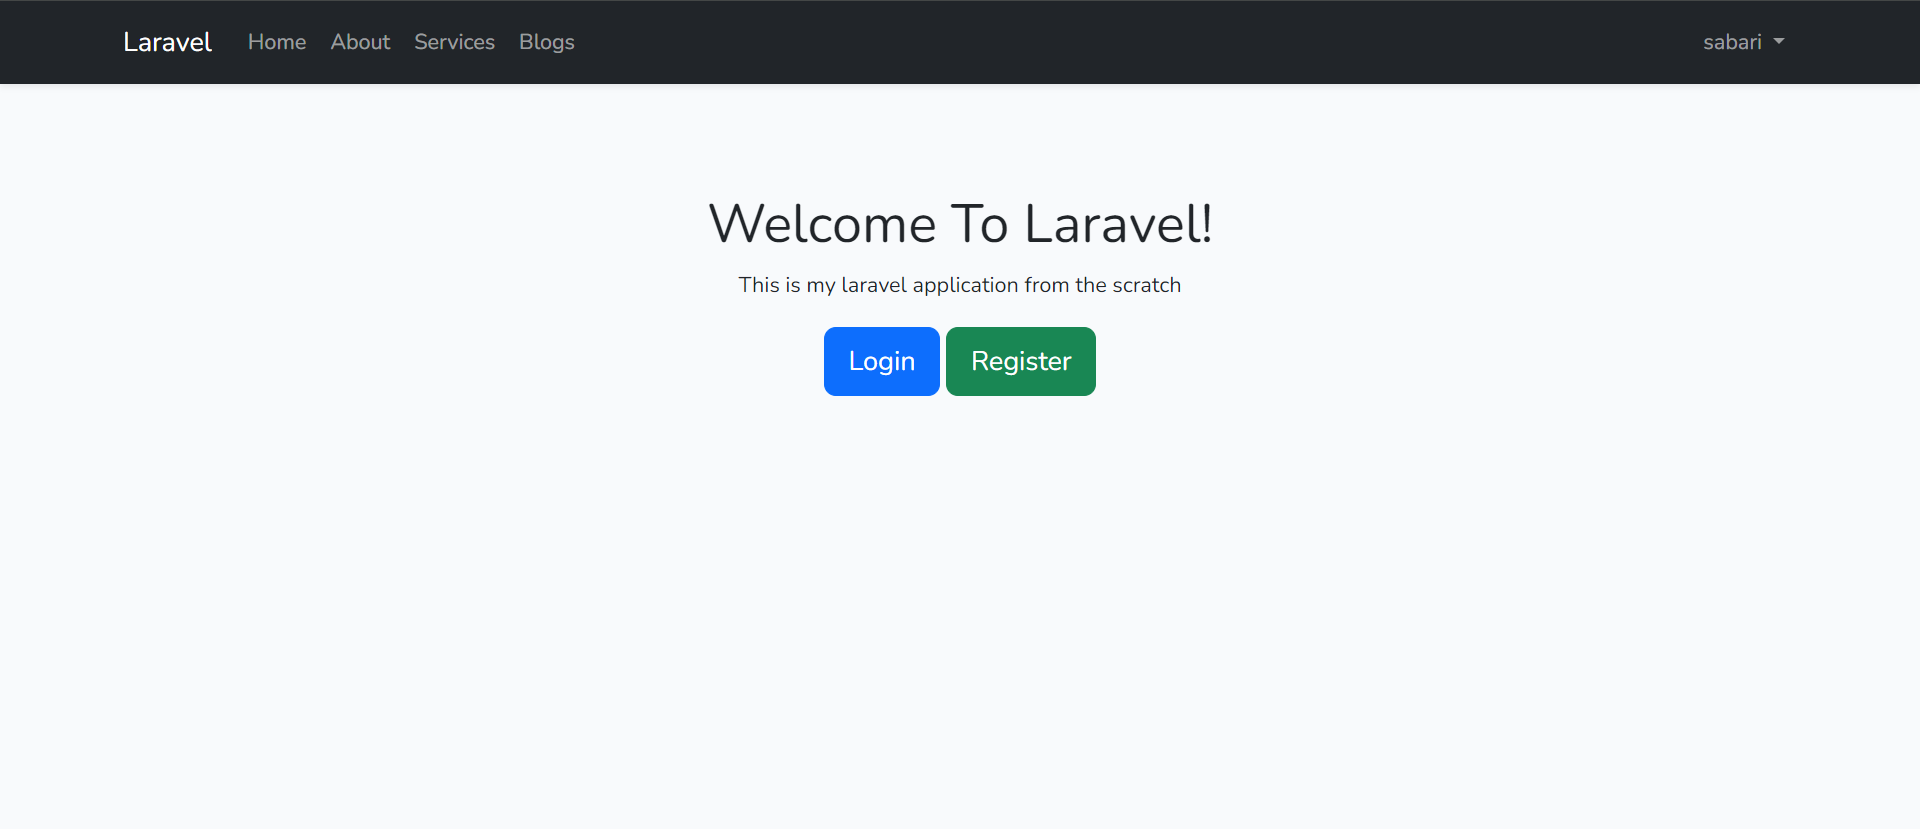 Laravel Home About Services Blogs sabari
Welcome To Laravel!
This is my laravel application from the scratch
Login Register